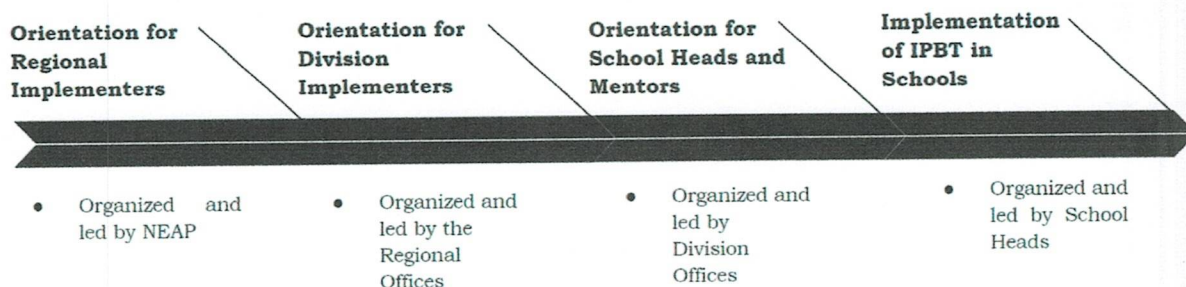 Orientation for
Regional
Implementers
Orientation for
Division
Implementers
Orientation for
School Heads and
Mentors
Implementation
of IPBT in
Schools
• Organized and
led by NEAP
• Organized and
led by the
Regional
Offices
• Organized and
led by
Division
Offices
• Organized and
led by School
Heads